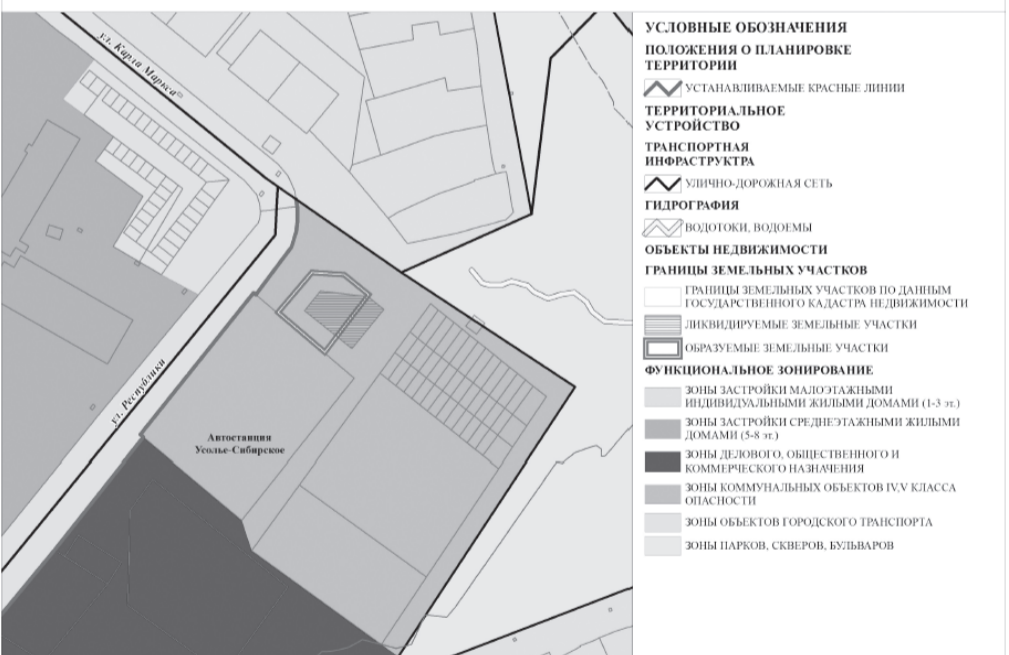 ул. Карла Маркса
ул. Республики
Автостанция
Усолье-Сибирское
УСЛОВНЫЕ ОБОЗНАЧЕНИЯ
ПОЛОЖЕНИЯ О ПЛАНИРОВКЕ
ТЕРРИТОРИИ
УСТАНАВЛИВАЕМЫЕ КРАСНЫЕ ЛИНИИ
ТЕРРИТОРИАЛЬНОЕ
УСТРОЙСТВО
ТРАНСПОРТНАЯ
ИНФРАСТРУКТРА
УЛИЧНО-ДОРОЖНАЯ СЕТЬ
ГИДРОГРАФИЯ
ВОДОТОКИ, ВОДОЕМЫ
ОБЪЕКТЫ НЕДВИЖИМОСТИ
ГРАНИЦЫ ЗЕМЕЛЬНЫХ УЧАСТКОВ
ГРАНИЦЫ ЗЕМЕЛЬНЫХ УЧАСТКОВ ПО ДАННЫМ
ГОСУДАРСТВЕННОГО КАДАСТРА НЕДВИЖИМОСТИ
ЛИКВИДИРУЕМЫЕ ЗЕМЕЛЬНЫЕ УЧАСТКИ
ОБРАЗУЕМЫЕ ЗЕМЕЛЬНЫЕ УЧАСТКИ
ФУНКЦИОНАЛЬНОЕ ЗОНИРОВАНИЕ
ЗОНЫ ЗАСТРОЙКИ МАЛОЭТАЖНЫМИ
ИНДИВИДУАЛЬНЫМИ ЖИЛЫМИ ДОМАМИ (1-3 эт.)
ЗОНЫ ЗАСТРОЙКИ СРЕДНЕЭТАЖНЫМИ ЖИЛЫМИ
ДОМАМИ (5-8 эт.)
ЗОНЫ ДЕЛОВОГО, ОБЩЕСТВЕННОГО И
КОММЕРЧЕСКОГО НАЗНАЧЕНИЯ
ЗОНЫ КОММУНАЛЬНЫХ ОБЪЕКТОВ IV,V КЛАССА
ОПАСНОСТИ
ЗОНЫ ОБЪЕКТОВ ГОРОДСКОГО ТРАНСПОРТА
ЗОНЫ ПАРКОВ, СКВЕРОВ, БУЛЬВАРОВ